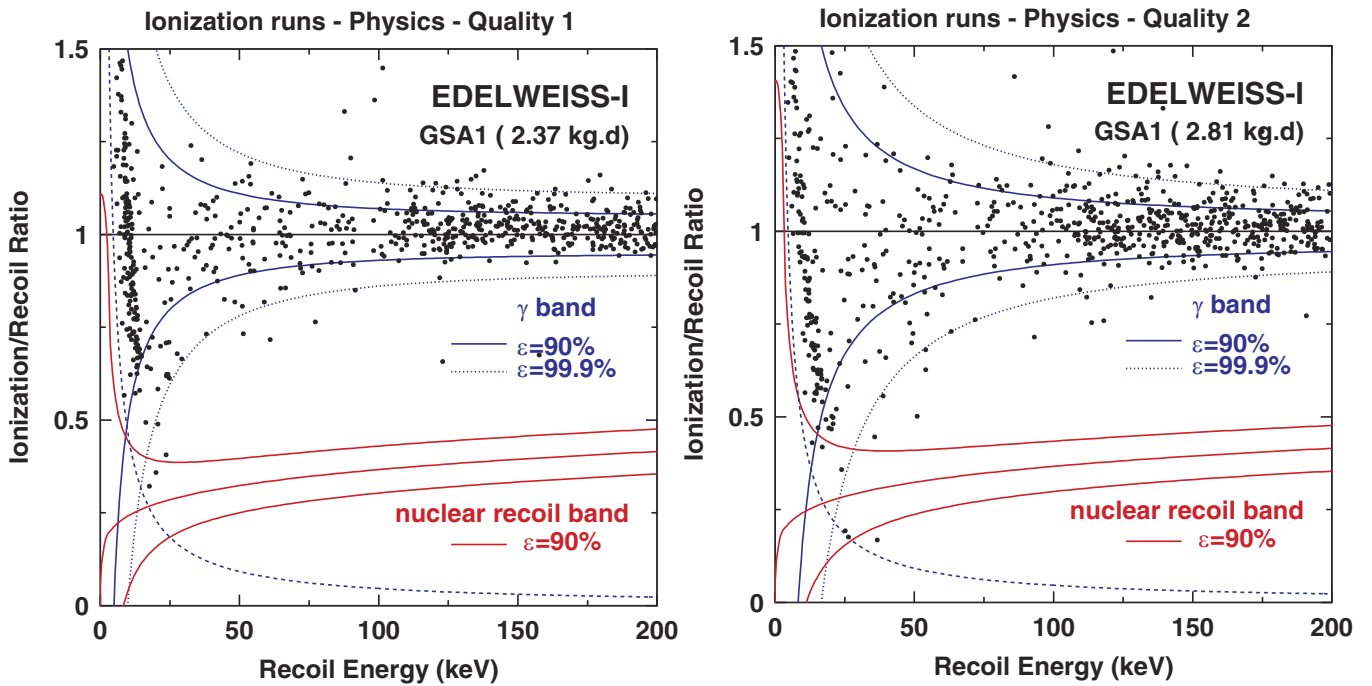 Ionization runs - Physics - Quality 1
Ionization/Recoil Ratio
1.5
1
0.5
0
EDELWEISS-I
GSA1 ( 2.37 kg.d)
γ band
ε=90%
ε=99.9%
nuclear recoil band
ε=90%
0 50 100 150 200
Recoil Energy (keV)
Ionization runs - Physics - Quality 2
Ionization/Recoil Ratio
1.5
1
0.5
0
EDELWEISS-I
GSA1 ( 2.81 kg.d)
γ band
ε=90%
ε=99.9%
nuclear recoil band
ε=90%
0 50 100 150 200
Recoil Energy (keV)